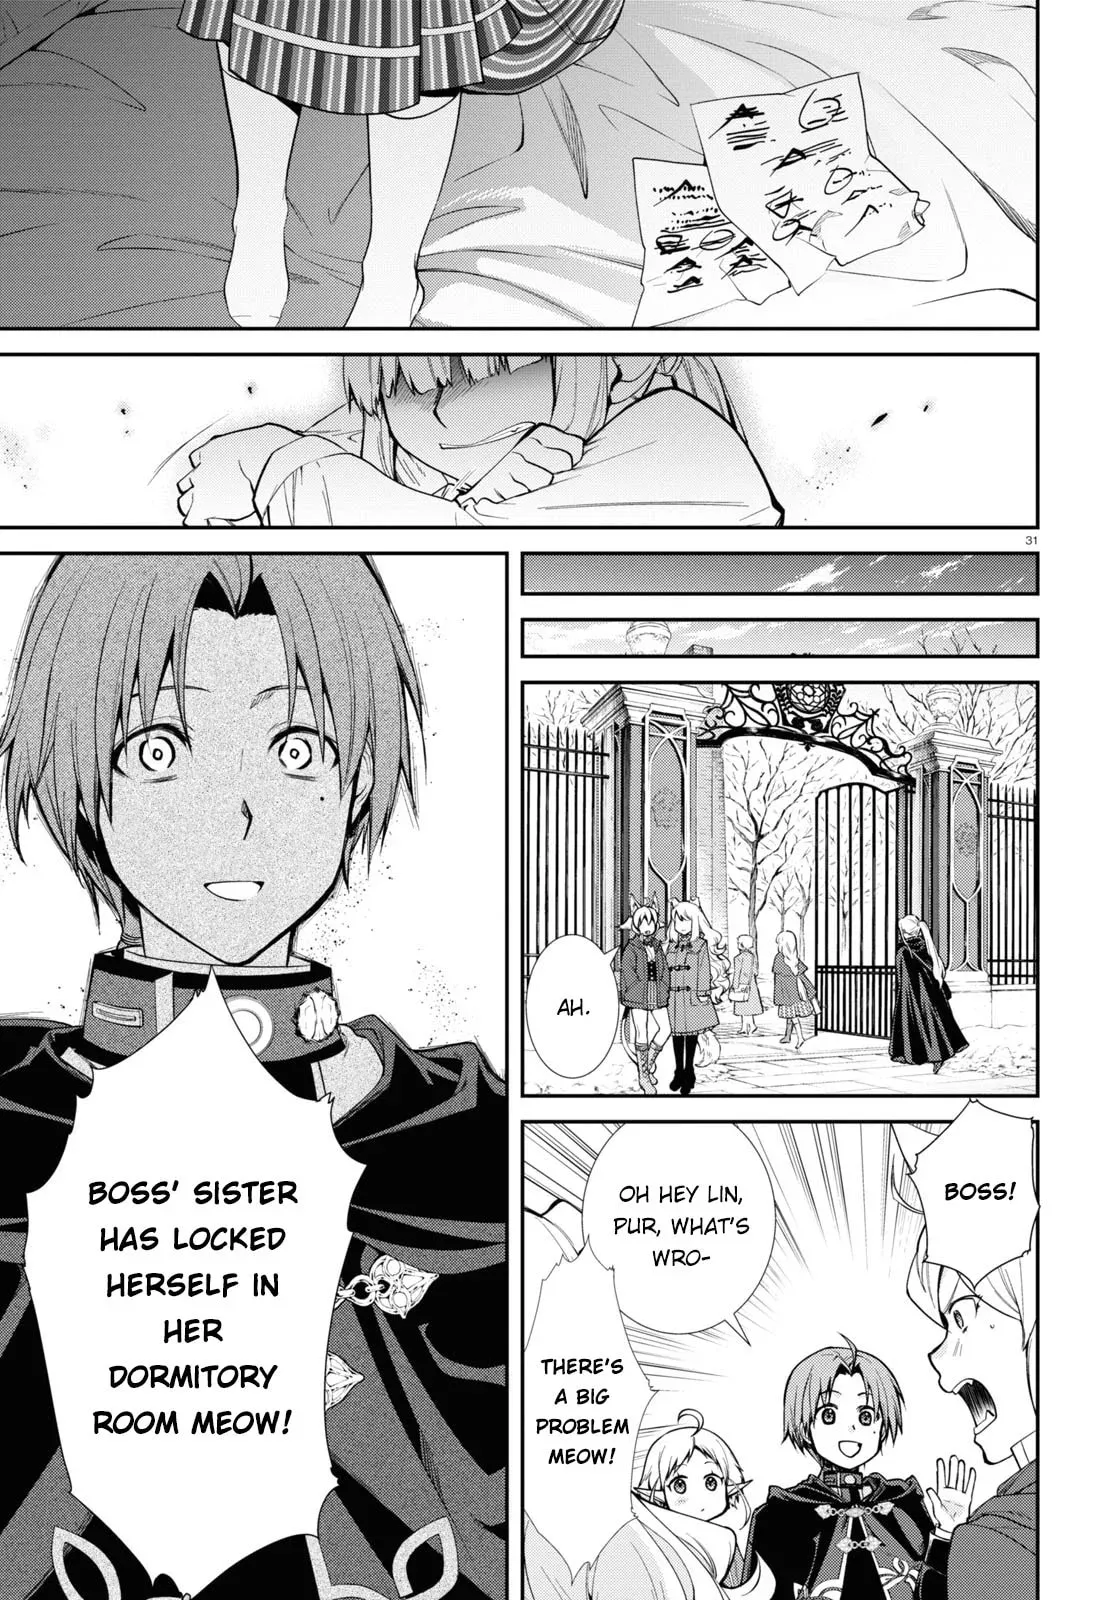 31
AH.
BOSS!
OH HEY LIN,
PUR, WHAT'S
WRO-
THERE'S
A BIG
PROBLEM
MEOW!
BOSS' SISTER
HAS LOCKED
HERSELF IN
HER
DORMITORY
ROOM MEOW!